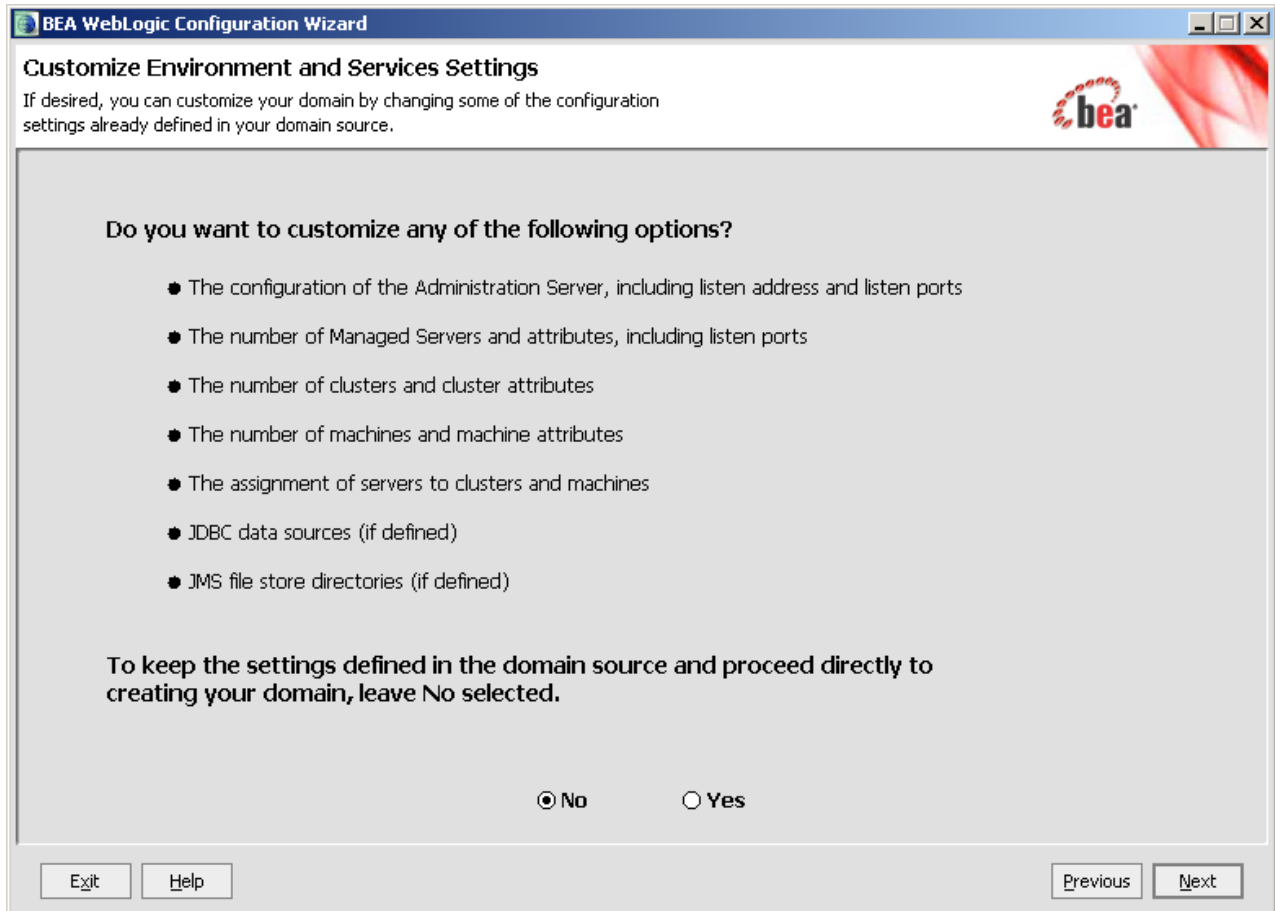 BEA WebLogic Configuration Wizard
Customize Environment and Services Settings
If desired, you can customize your domain by changing some of the configuration
settings already defined in your domain source.
bea
Do you want to customize any of the following options?
The configuration of the Administration Server, including listen address and listen ports
The number of Managed Servers and attributes, including listen ports
The number of clusters and cluster attributes
The number of machines and machine attributes
The assignment of servers to clusters and machines
JDBC data sources (if defined)
JMS file store directories (if defined)
To keep the settings defined in the domain source and proceed directly to
creating your domain, leave No selected.
No Yes
Exit Help Previous Next